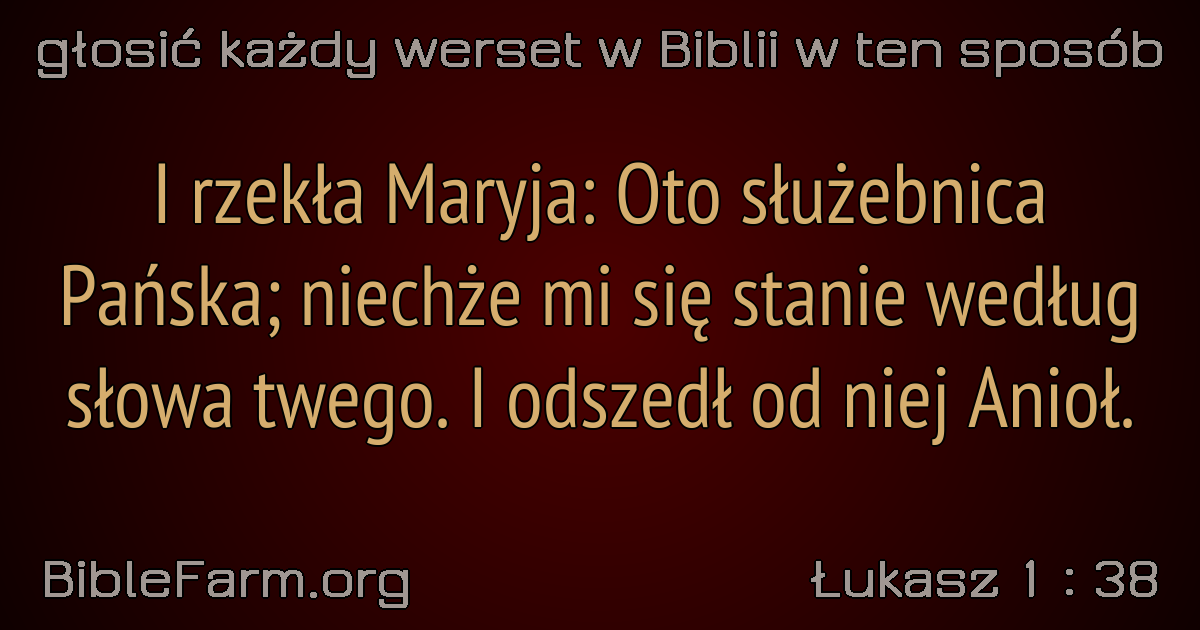 głosić każdy werset w Biblii w ten sposób
I rzekła Maryja: Oto służebnica
Pańska; niechże mi się stanie według
słowa twego. I odszedł od niej Anioł.
BibleFarm.org
Łukasz 1 : 38